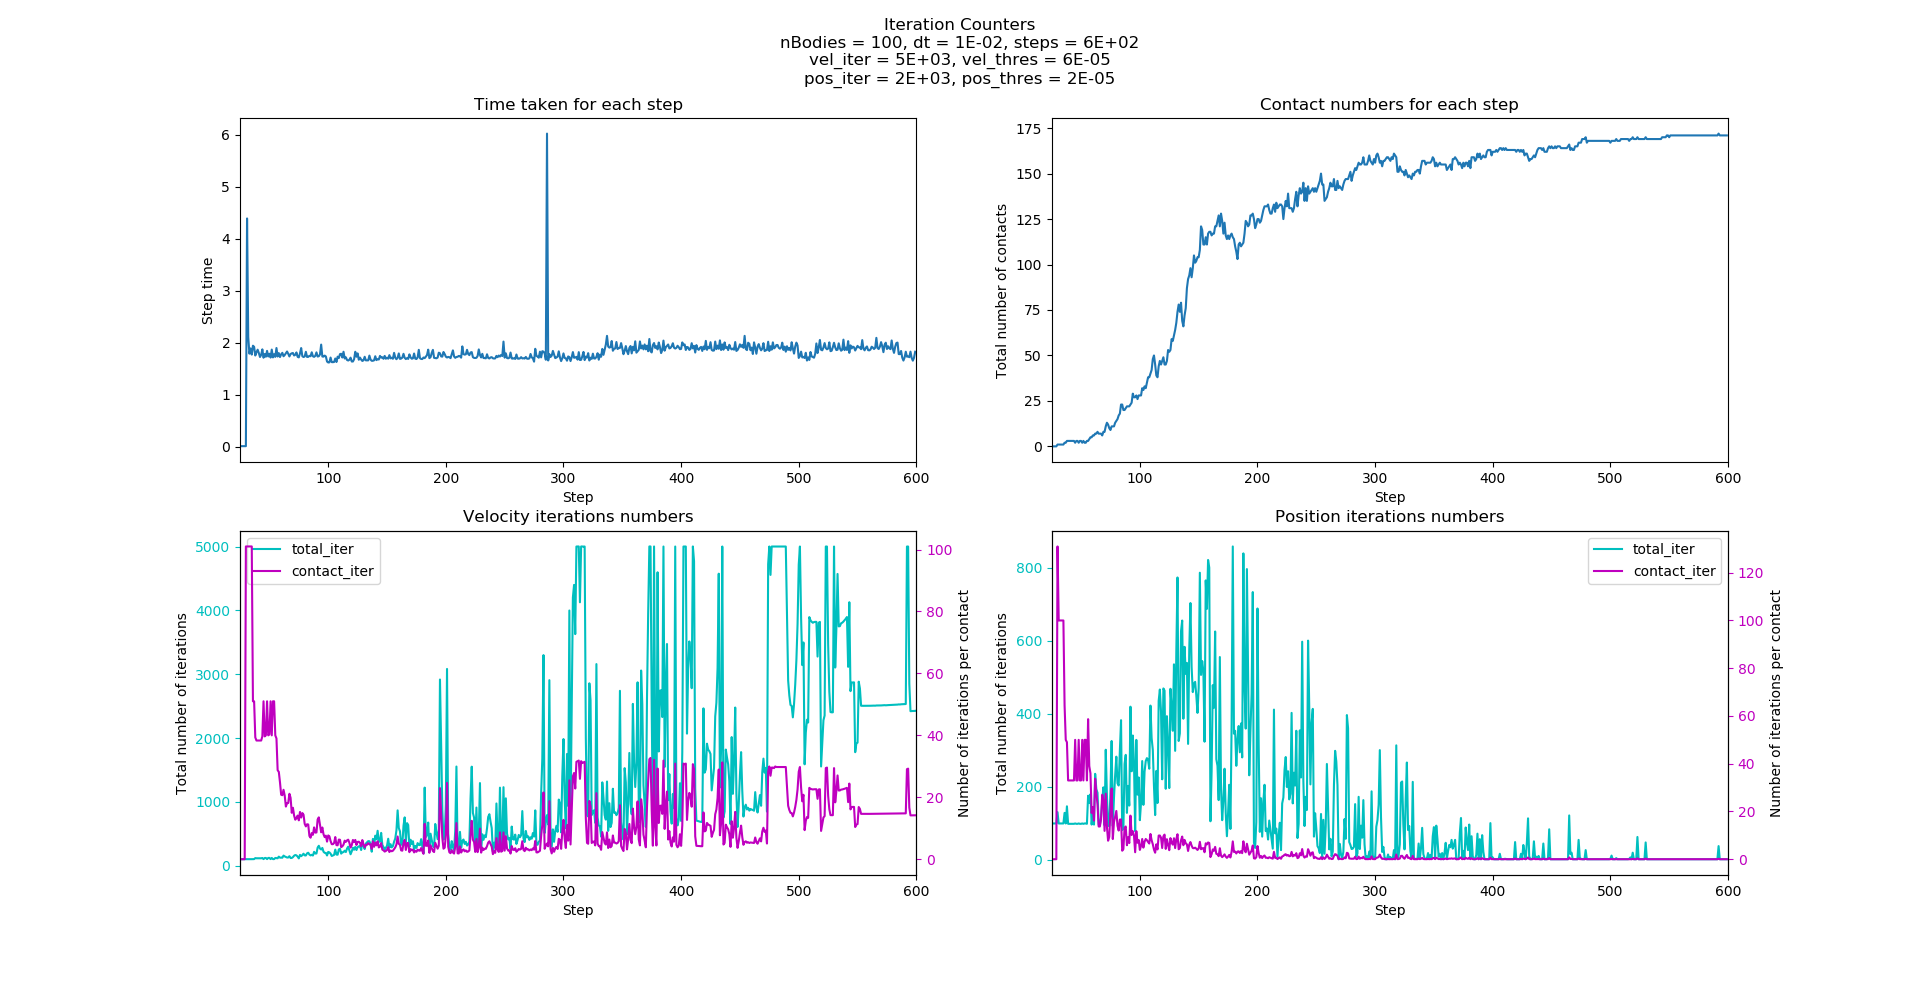 Iteration Counters
nBodies = 100, dt = 1E-02, steps = 6E+02
vel_iter = 5E+03, vel_thres = 6E-05
pos_iter = 2E+03, pos_thres = 2E-05
Time taken for each step
6
5
4
3
2
1
0
Step time
100 200 300 400 500 600
Step
Contact numbers for each step
175
150
125
100
75
50
25
0
Total number of contacts
100 200 300 400 500 600
Step
Velocity iterations numbers
total_iter
contact_iter
5000
4000
3000
2000
1000
0
Total number of iterations
100
80
60
40
20
0
Number of iterations per contact
100 200 300 400 500 600
Step
Position iterations numbers
total_iter
contact_iter
800
600
400
200
0
Total number of iterations
120
100
80
60
40
20
0
Number of iterations per contact
100 200 300 400 500 600
Step